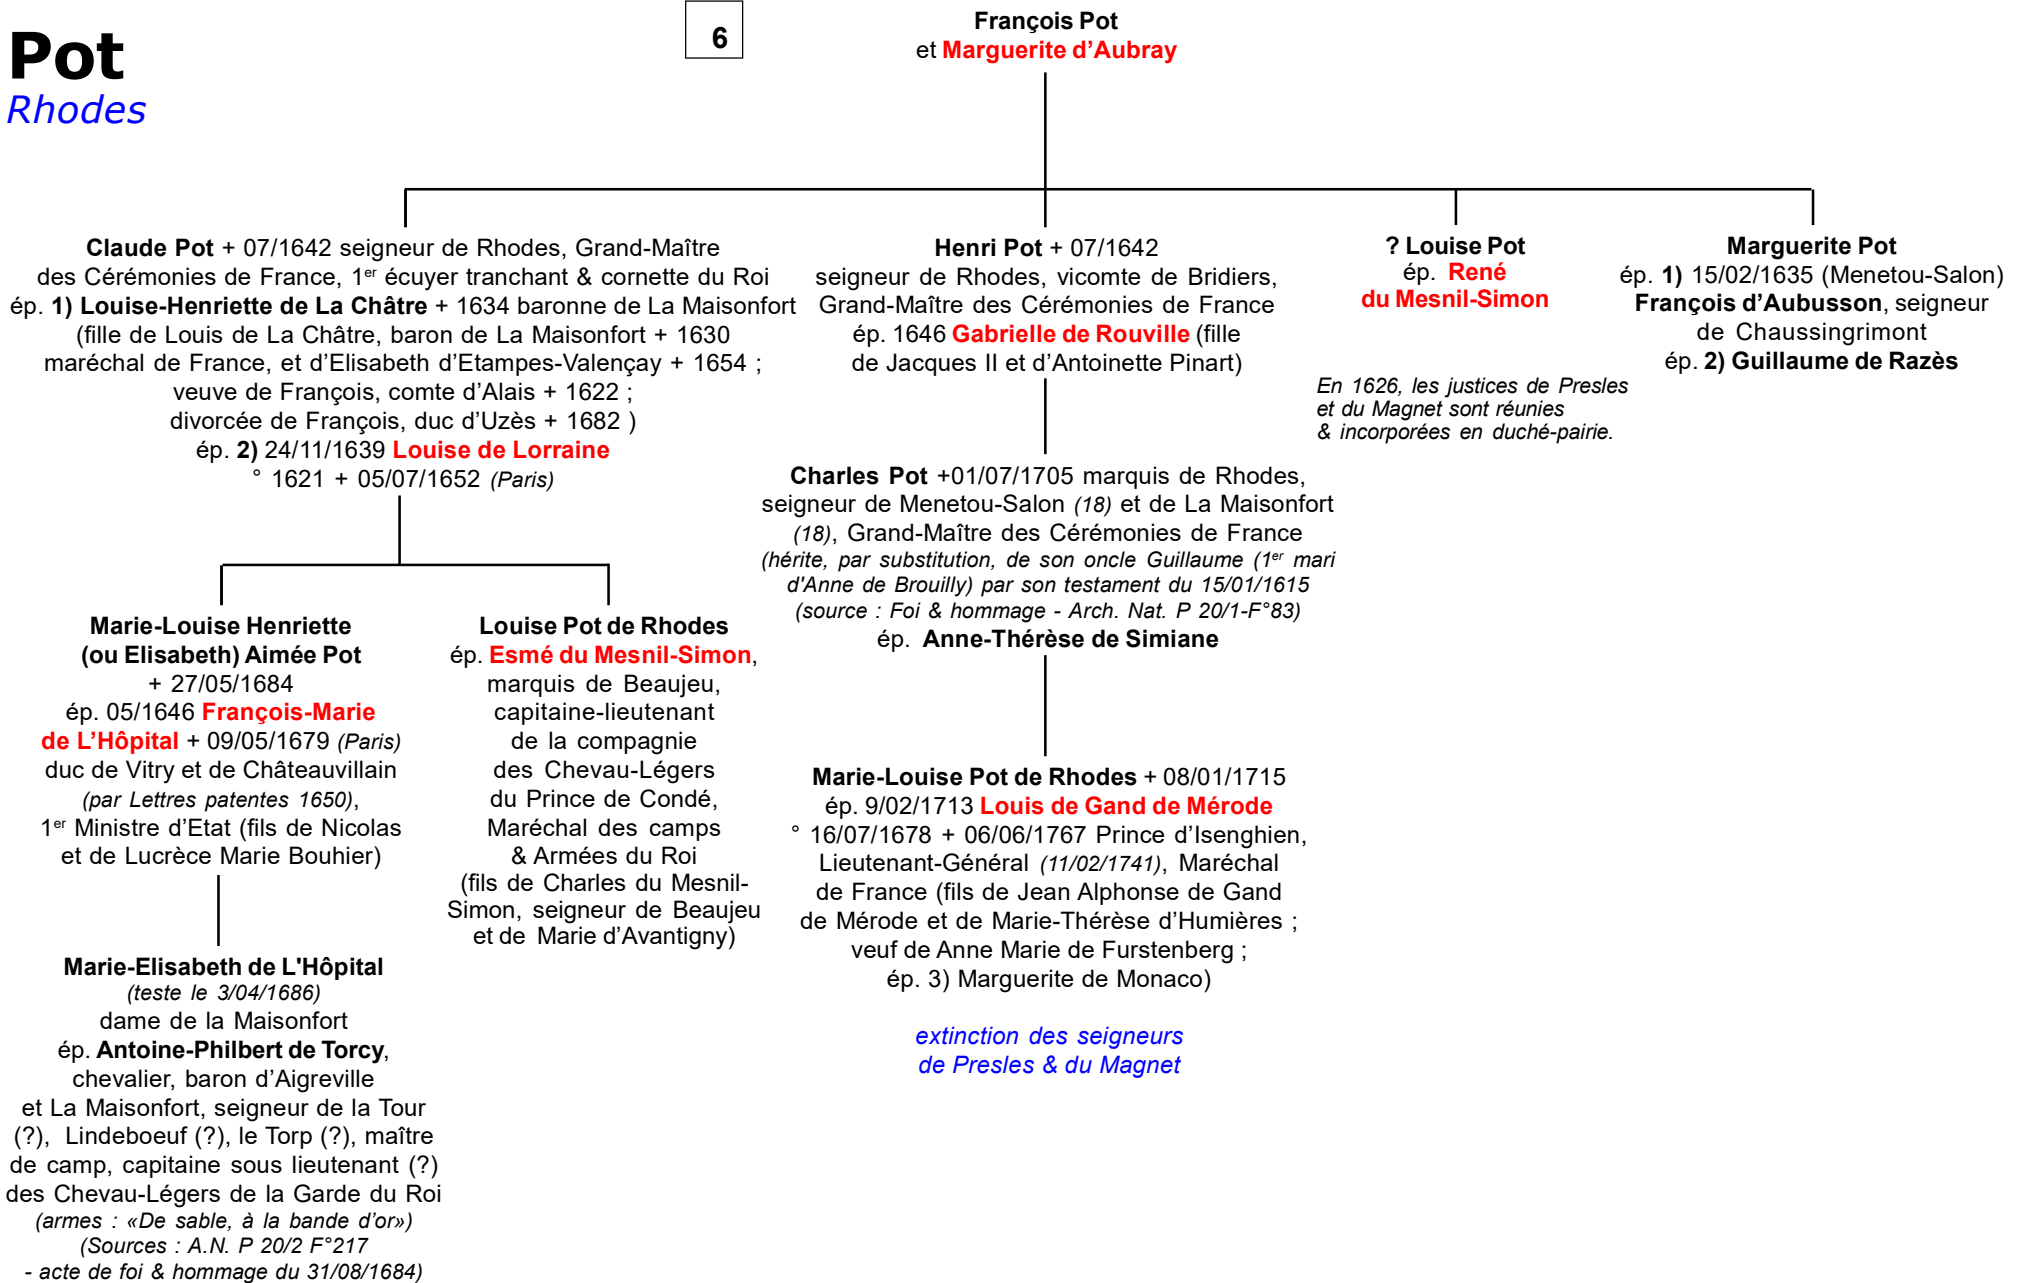 Pot
Rhodes
6
François Pot
et Marguerite d’Aubray
Claude Pot + 07/1642 seigneur de Rhodes, Grand-Maître
des Cérémonies de France, 1er écuyer tranchant & cornette du Roi
ép. 1) Louise-Henriette de La Châtre + 1634 baronne de La Maisonfort
(fille de Louis de La Châtre, baron de La Maisonfort + 1630
maréchal de France, et d’Elisabeth d’Etampes-Valençay + 1654 ;
veuve de François, comte d’Alais + 1622 ;
divorcée de François, duc d’Uzès + 1682 )
ép. 2) 24/11/1639 Louise de Lorraine
° 1621 + 05/07/1652 (Paris)
Henri Pot + 07/1642
seigneur de Rhodes, vicomte de Bridiers,
Grand-Maître des Cérémonies de France
ép. 1646 Gabrielle de Rouville (fille
de Jacques II et d’Antoinette Pinart)
? Louise Pot
ép. René
du Mesnil-Simon
En 1626, les justices de Presles
et du Magnet sont réunies
& incorporées en duché-pairie.
Marguerite Pot
ép. 1) 15/02/1635 (Menetou-Salon)
François d’Aubusson, seigneur
de Chaussingrimont
ép. 2) Guillaume de Razès
Charles Pot +01/07/1705 marquis de Rhodes,
seigneur de Menetou-Salon (18) et de La Maisonfort
(18), Grand-Maître des Cérémonies de France
(hérite, par substitution, de son oncle Guillaume (1er mari
d'Anne de Brouilly) par son testament du 15/01/1615
(source : Foi & hommage - Arch. Nat. P 20/1-F°83)
ép. Anne-Thérèse de Simiane
Marie-Louise Henriette
(ou Elisabeth) Aimée Pot
+ 27/05/1684
ép. 05/1646 François-Marie
de L’Hôpital + 09/05/1679 (Paris)
duc de Vitry et de Châteauvillain
(par Lettres patentes 1650),
1er Ministre d’Etat (fils de Nicolas
et de Lucrèce Marie Bouhier)
Louise Pot de Rhodes
ép. Esmé du Mesnil-Simon,
marquis de Beaujeu,
capitaine-lieutenant
de la compagnie
des Chevau-Légers
du Prince de Condé,
Maréchal des camps
& Armées du Roi
(fils de Charles du Mesnil-
Simon, seigneur de Beaujeu
et de Marie d’Avantigny)
Marie-Louise Pot de Rhodes + 08/01/1715
ép. 9/02/1713 Louis de Gand de Mérode
° 16/07/1678 + 06/06/1767 Prince d’Isenghien,
Lieutenant-Général (11/02/1741), Maréchal
de France (fils de Jean Alphonse de Gand
de Mérode et de Marie-Thérèse d’Humières ;
veuf de Anne Marie de Furstenberg ;
ép. 3) Marguerite de Monaco)
extinction des seigneurs
de Presles & du Magnet
Marie-Elisabeth de L'Hôpital
(teste le 3/04/1686)
dame de la Maisonfort
ép. Antoine-Philbert de Torcy,
chevalier, baron d’Aigreville
et La Maisonfort, seigneur de la Tour
(?), Lindeboeuf (?), le Torp (?), maître
de camp, capitaine sous lieutenant (?)
des Chevau-Légers de la Garde du Roi
(armes : «De sable, à la bande d’or»)
(Sources : A.N. P 20/2 F°217
- acte de foi & hommage du 31/08/1684)